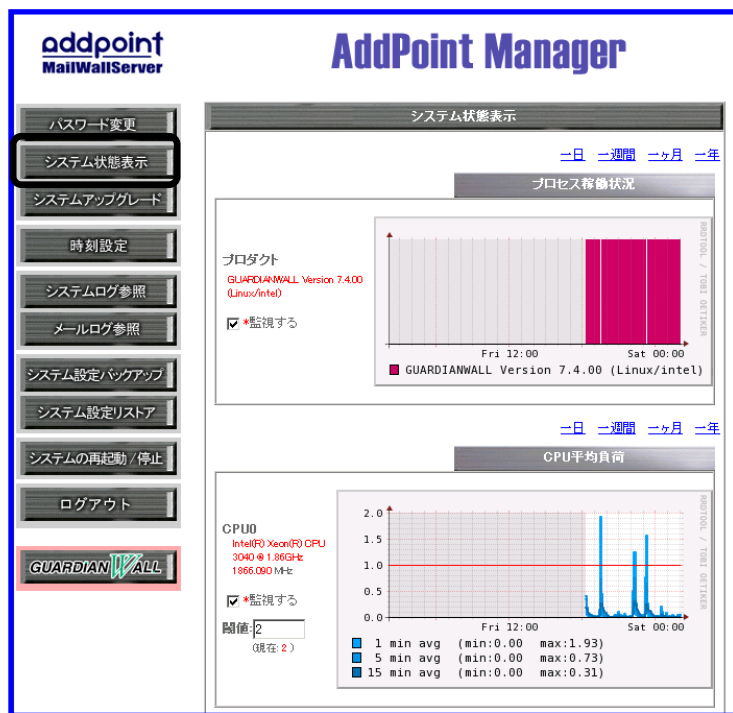 addpoint
MailWallServer
AddPoint Manager
パスワード変更
システム状態表示
システムアップグレード
時刻設定
システムログ参照
メールログ参照
システム設定バックアップ
システム設定リストア
システムの再起動/停止
ログアウト
GUARDIAN WALL
システム状態表示
一日 一週間 一ヶ月 一年
プロセス稼働状況
プロダクト
GUARDIANWALL Version 7.4.00
(Linux/intel)
*監視する
RRDTOOL / TOBI OETIKER
Fri 12:00 Sat 00:00
GUARDIANWALL Version 7.4.00 (Linux/intel)
一日 一週間 一ヶ月 一年
CPU平均負荷
CPU0
Intel(R) Xeon(R) CPU
3040 @ 1.86GHz
1866.090 MHz
*監視する
閾値:2
(現在: 2 )
RRDTOOL / TOBI OETIKER
2.0
1.5
1.0
0.5
0.0
Fri 12:00 Sat 00:00
1 min avg (min:0.00 max:1.93)
5 min avg (min:0.00 max:0.73)
15 min avg (min:0.00 max:0.31)